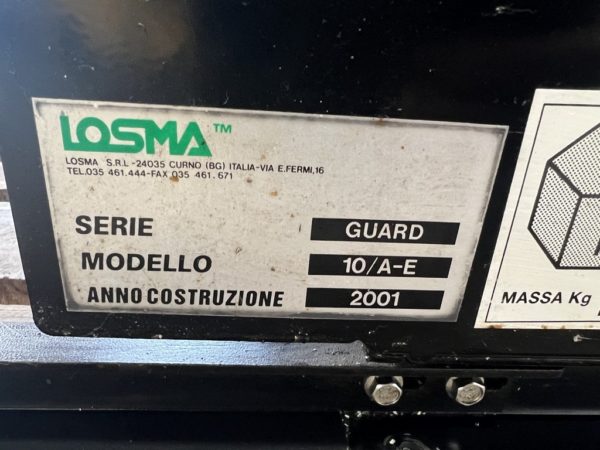 LOSMA™
LOSMA S.R.L-24035 CURNO (BG) ITALIA-VIA E.FERMI,16
TEL.035 461.444-FAX 035 461.671
SERIE GUARD
MODELLO 10/A-E
ANNO COSTRUZIONE 2001
MASSA Kg